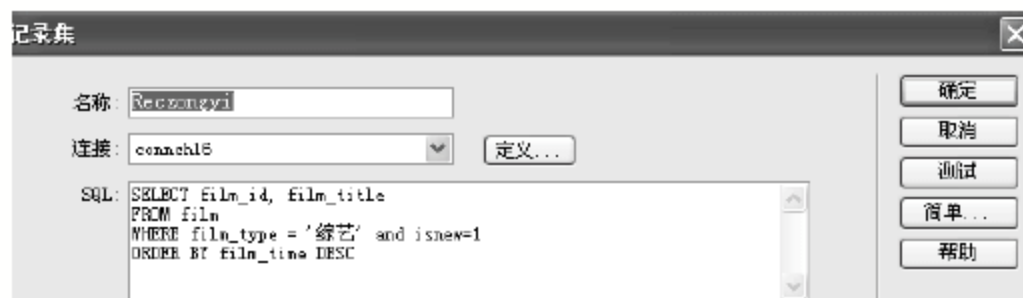 记录集
名称: Reczongyi
确定
连接: connch16 定义...
取消
测试
SQL: SELECT film_id, film_title
FROM film
WHERE film_type = '综艺' and isnew=1
ORDER BY film_time DESC
简单...
帮助